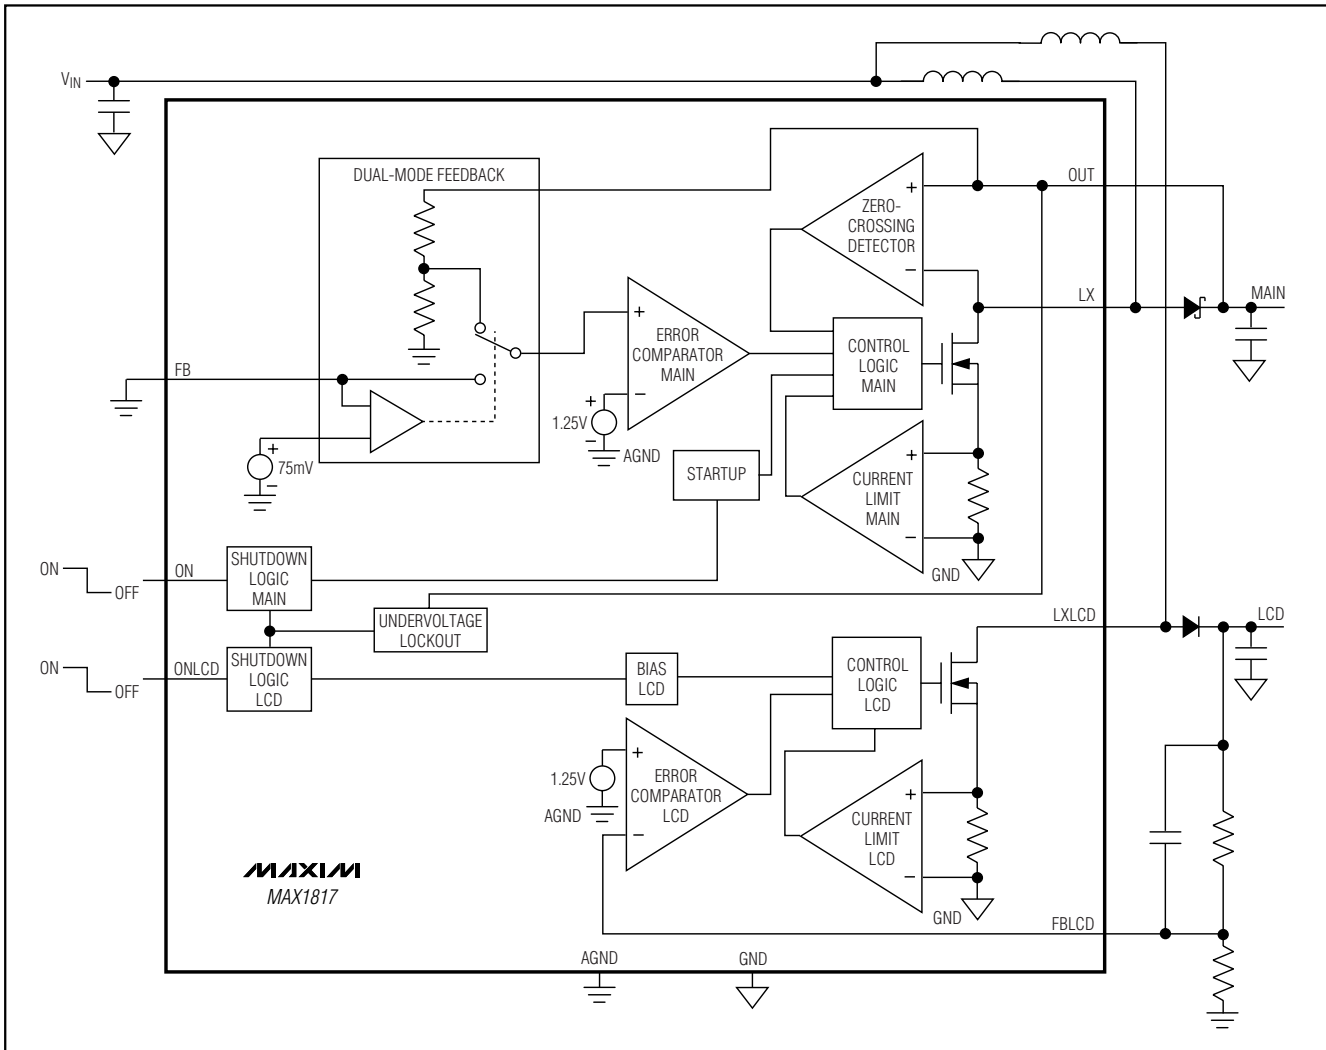 VIN
DUAL-MODE FEEDBACK
+
ZERO-
CROSSING
DETECTOR
−
OUT
LX
MAIN
+
ERROR
COMPARATOR
MAIN
−
CONTROL
LOGIC
MAIN
FB
+
1.25V
−
AGND
+
75mV
−
STARTUP
+
CURRENT
LIMIT
MAIN
−
GND
ON
OFF
ON
SHUTDOWN
LOGIC
MAIN
UNDERVOLTAGE
LOCKOUT
LXLCD
LCD
ON
OFF
ONLCD
SHUTDOWN
LOGIC
LCD
BIAS
LCD
CONTROL
LOGIC
LCD
1.25V
AGND
+
ERROR
COMPARATOR
LCD
−
+
CURRENT
LIMIT
LCD
−
GND
MAXIM
MAX1817
FBLCD
AGND
GND